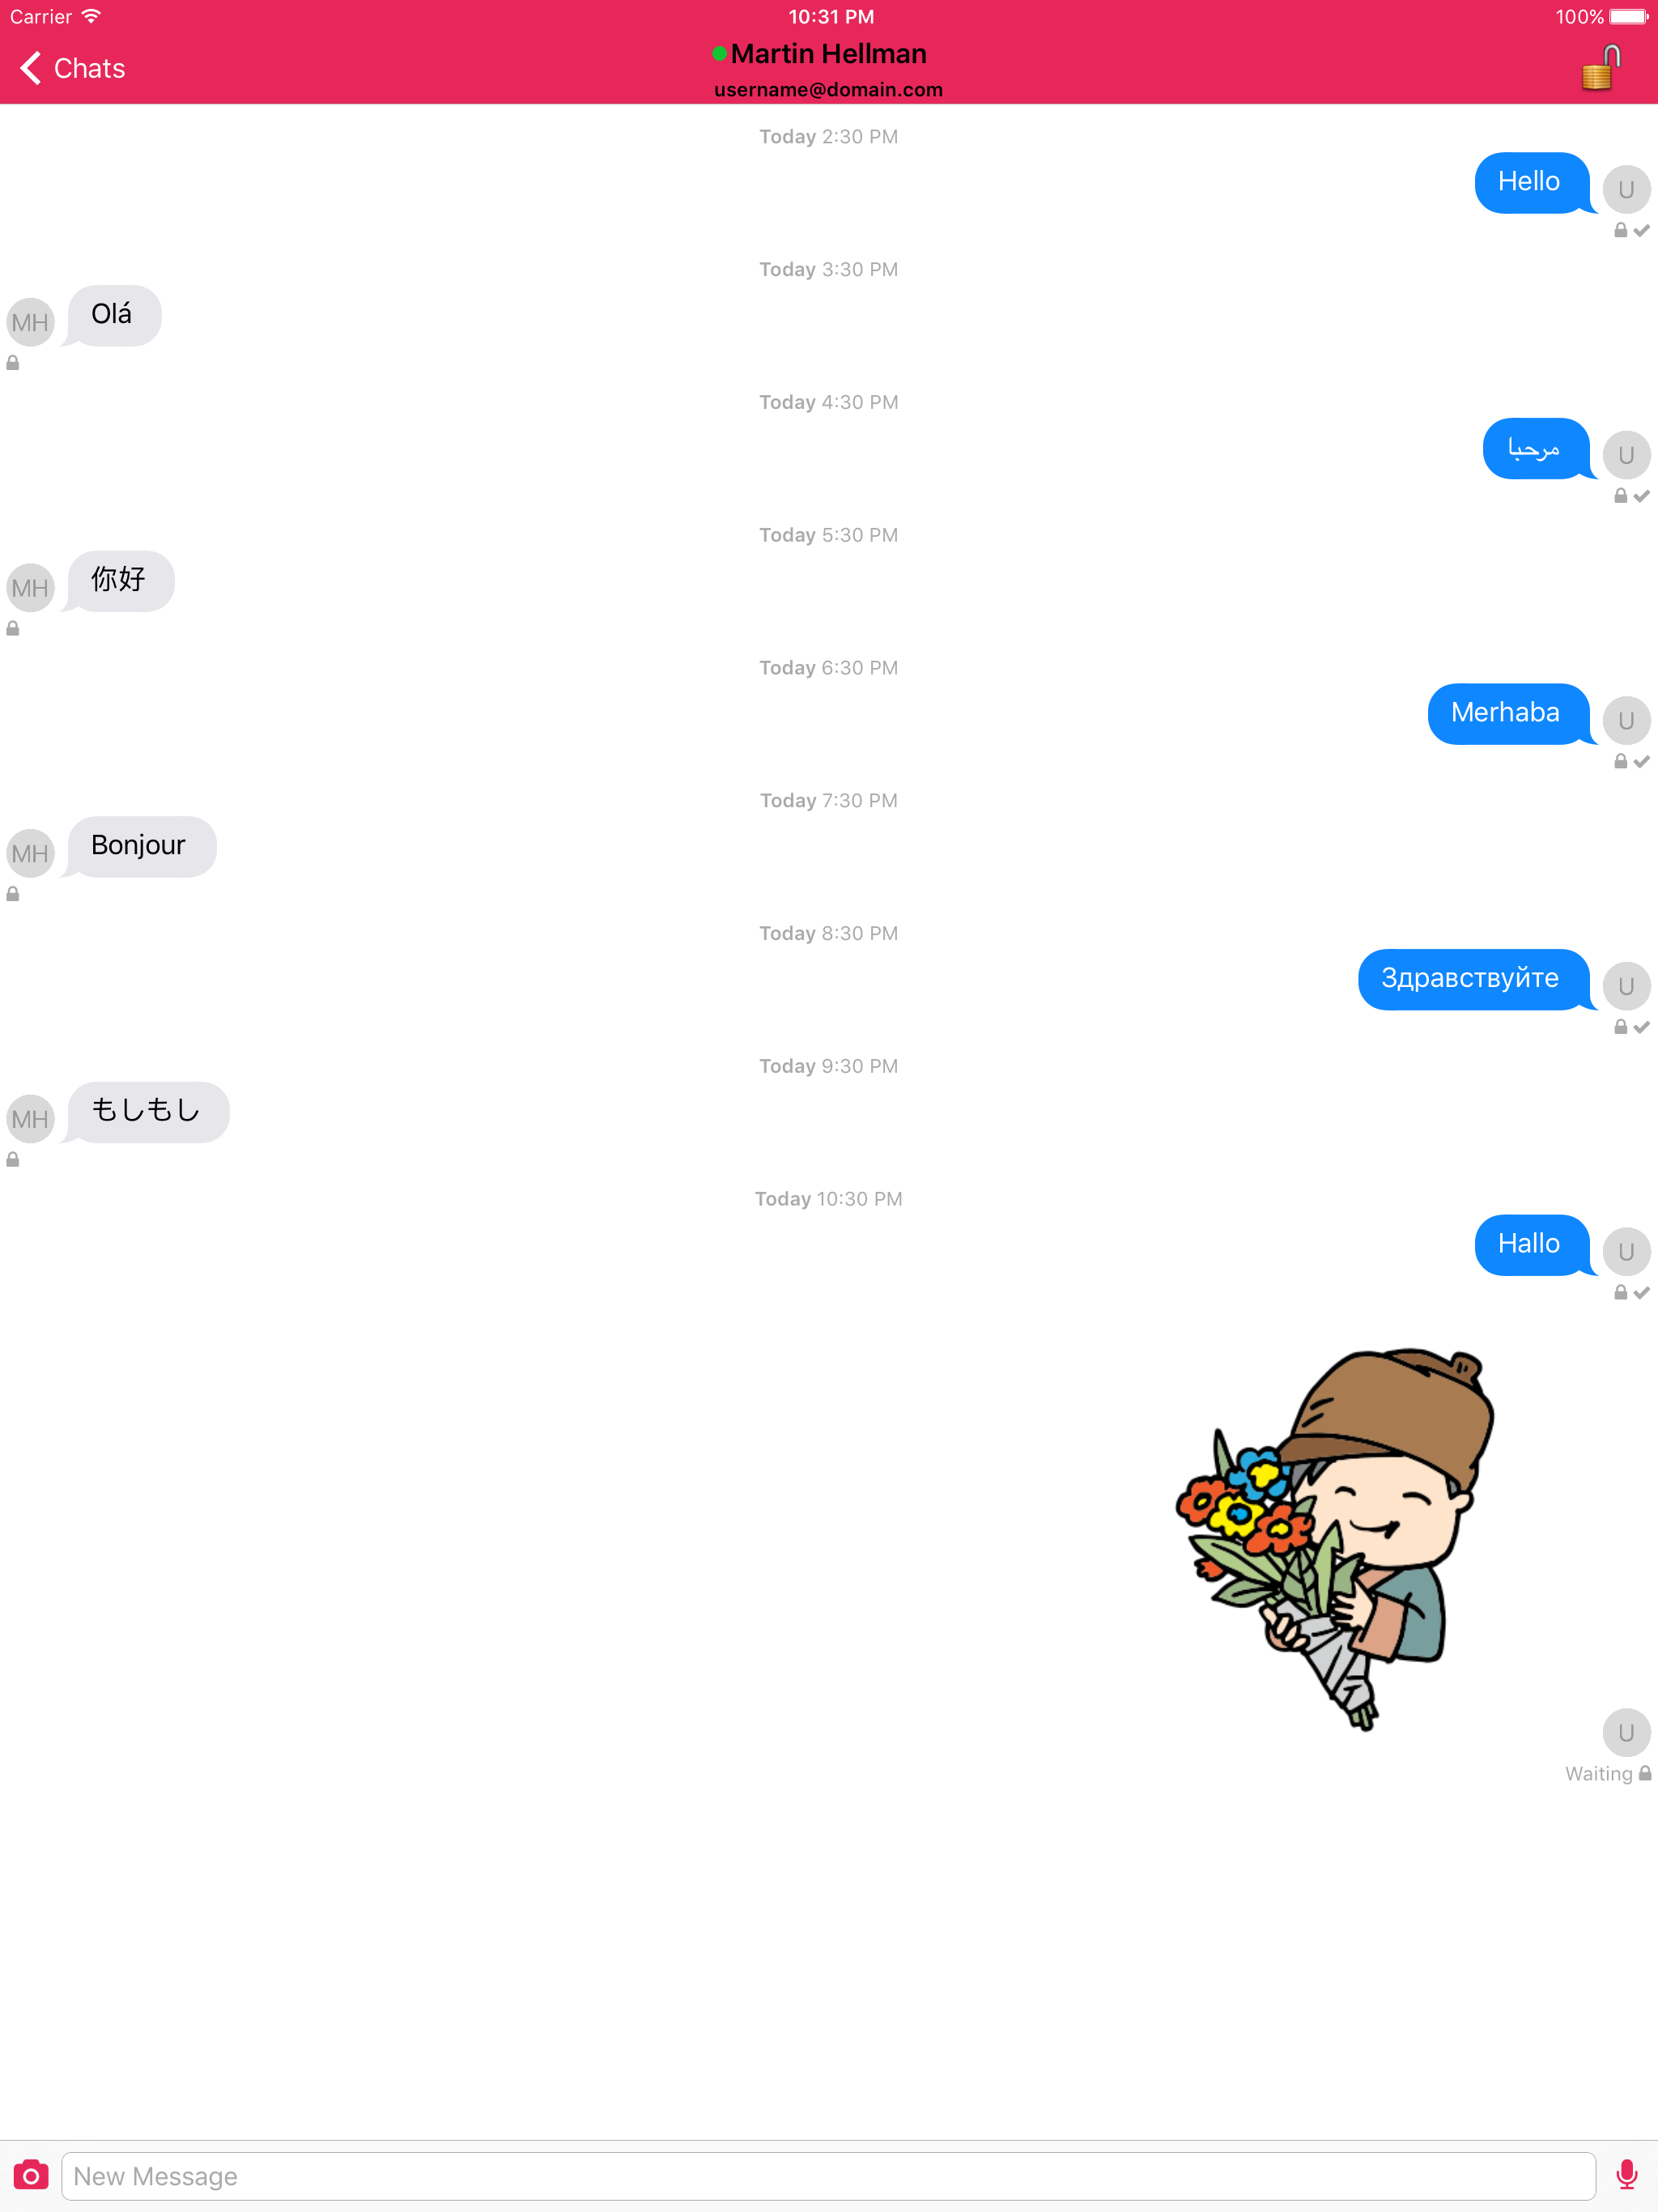 Carrier 10:31 PM 100%
Chats
Martin Hellman
username@domain.com
Today 2:30 PM
Hello
U
Today 3:30 PM
Olá
MH
Today 4:30 PM
مرحبا
U
Today 5:30 PM
你好
MH
Today 6:30 PM
Merhaba
U
Today 7:30 PM
Bonjour
MH
Today 8:30 PM
Здравствуйте
U
Today 9:30 PM
もしもし
MH
Today 10:30 PM
Hallo
U
U
Waiting
New Message